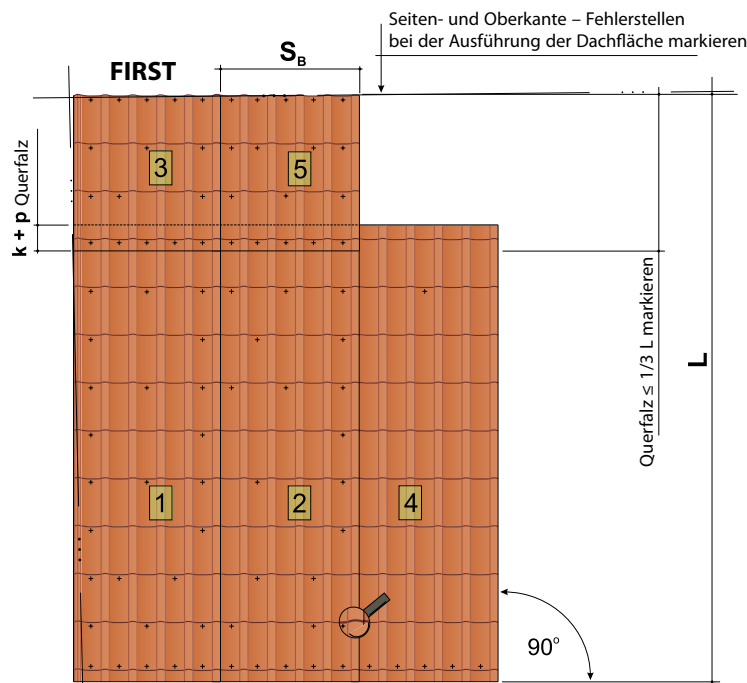 Seiten- und Oberkante – Fehlerstellen
bei der Ausführung der Dachfläche markieren
FIRST
S_B
3
5
k + p Querfalz
Querfalz ≤ 1/3 L markieren
L
1
2
4
90°